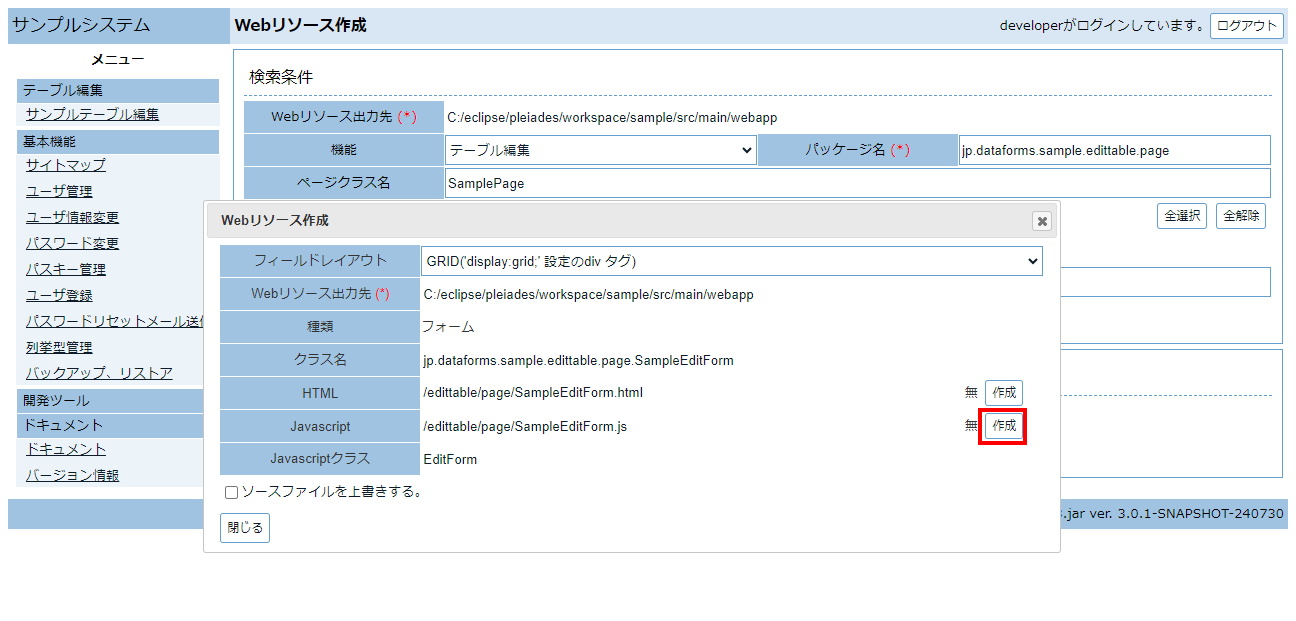 サンプルシステム Webリソース作成 developerがログインしています。 ログアウト
メニュー
テーブル編集
サンプルテーブル編集
基本機能
サイトマップ
ユーザ管理
ユーザ情報変更
パスワード変更
パスキー管理
ユーザ登録
パスワードリセットメール送信
列挙型管理
バックアップ、リストア
開発ツール
ドキュメント
ドキュメント
バージョン情報
検索条件
Webリソース出力先 (*) C:/eclipse/pleiades/workspace/sample/src/main/webapp
機能 テーブル編集 パッケージ名 (*) jp.dataforms.sample.edittable.page
ページクラス名 SamplePage
全選択 全解除
Webリソース作成
フィールドレイアウト GRID('display:grid;' 設定のdiv タグ)
Webリソース出力先 (*) C:/eclipse/pleiades/workspace/sample/src/main/webapp
種類 フォーム
クラス名 jp.dataforms.sample.edittable.page.SampleEditForm
HTML /edittable/page/SampleEditForm.html 無 作成
Javascript /edittable/page/SampleEditForm.js 無 作成
Javascriptクラス EditForm
ソースファイルを上書きする。
閉じる
.jar ver. 3.0.1-SNAPSHOT-240730